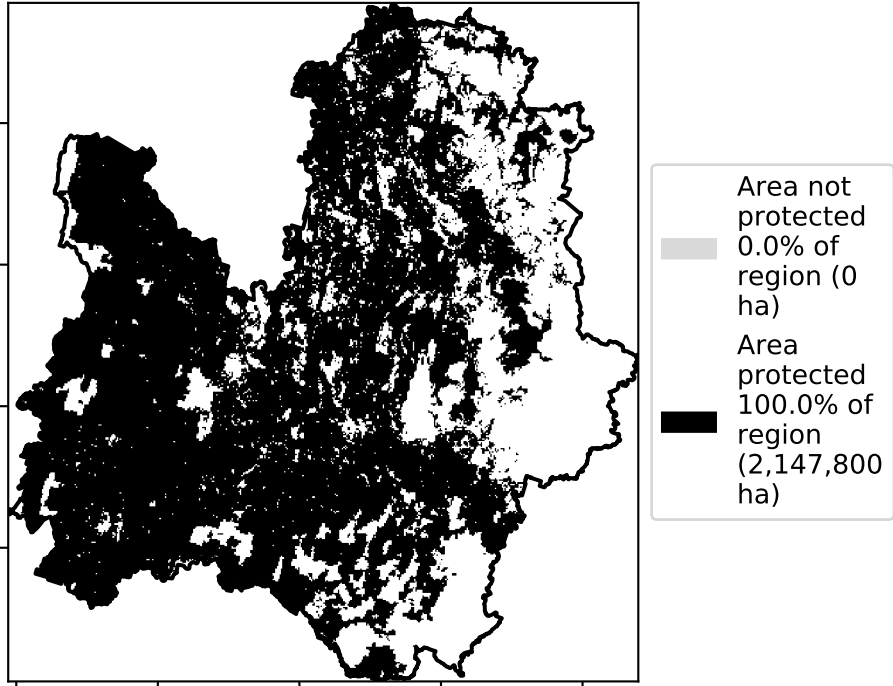 Area not
protected
0.0% of
region (0
ha)
Area
protected
100.0% of
region
(2,147,800
ha)